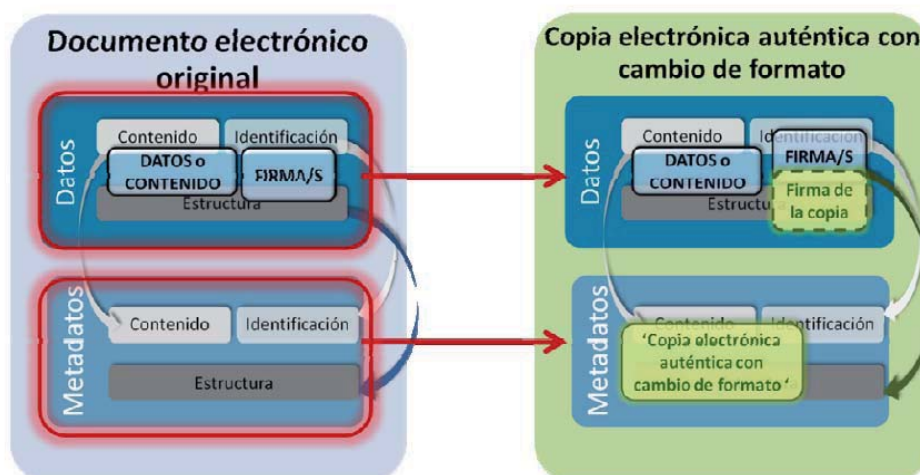 Documento electrónico
original
Datos
Contenido
Identificación
DATOS o
CONTENIDO
FIRMA/S
Estructura
Metadatos
Contenido
Identificación
Estructura
Copia electrónica auténtica con
cambio de formato
Datos
Contenido
Identificación
DATOS o
CONTENIDO
FIRMA/S
Firma de
la copia
Metadatos
Contenido
'Copia electrónica
auténtica con
cambio de formato'